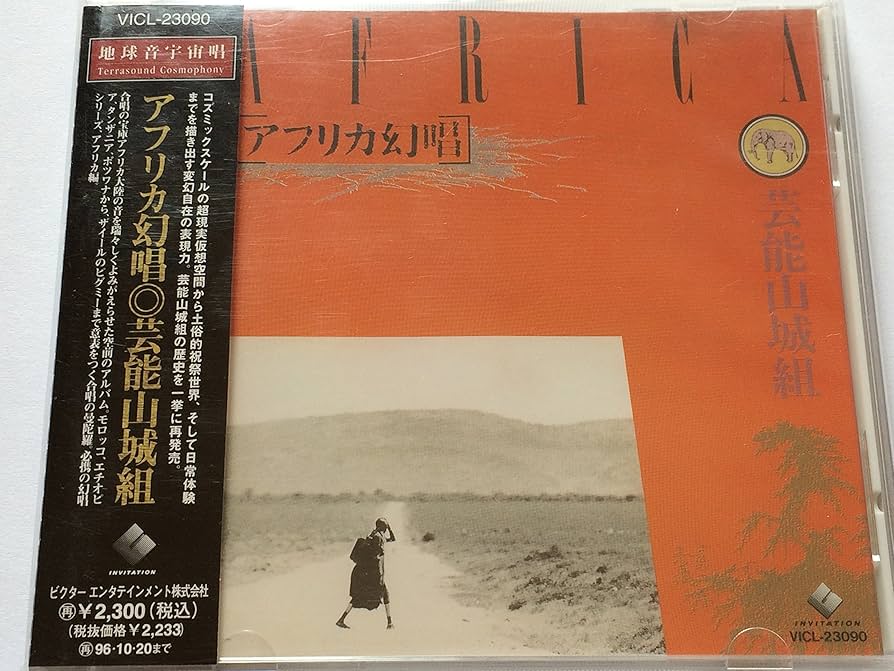 VICL-23090
地球音宇宙唱
Terrasound Cosmophony
コズミックスケールの超現実仮想空間から土俗的祝祭世界、そして日常体験
までを描き出す変幻自在の表現力。芸能山城組の歴史を一挙に再発売。
アフリカ幻唱◎芸能山城組
合唱の宝庫アフリカ大陸の音を瑞々しくよみがえらせた空前のアルバム。モロッコ、エチオピ
ア、タンザニア、ボツワナから、ザイールのピグミーまで意表をつく合唱の曼陀羅。必携の幻唱
シリーズ、アフリカ編
INVITATION
ビクター エンタテインメント株式会社
再¥2,300(税込)
(税抜価格¥2,233)
再96・10・20まで
AFRICA
アフリカ幻唱
芸能山城組
INVITATION
VICL-23090